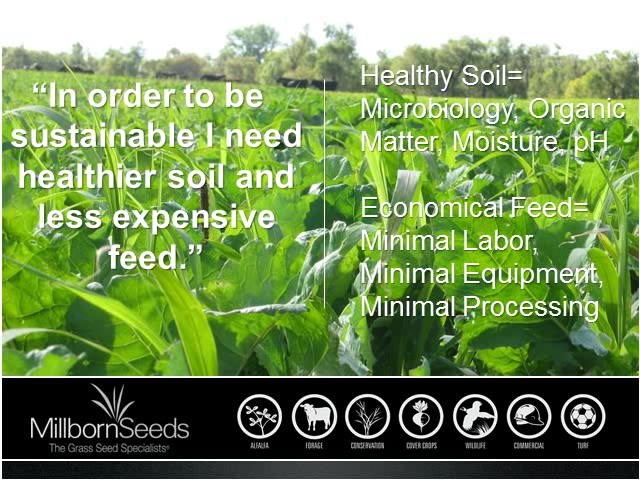 “In order to be
sustainable I need
healthier soil and
less expensive
feed.”
Healthy Soil=
Microbiology, Organic
Matter, Moisture, pH
Economical Feed=
Minimal Labor,
Minimal Equipment,
Minimal Processing
MillbornSeeds
The Grass Seed Specialists®
ALFALFA
FORAGE
CONSERVATION
COVER CROPS
WILDLIFE
COMMERCIAL
TURF